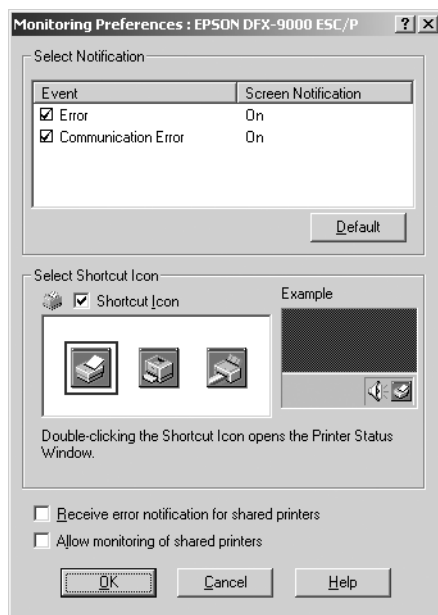 Monitoring Preferences : EPSON DFX-9000 ESC/P
Select Notification
Event Screen Notification
Error On
Communication Error On
Default
Select Shortcut Icon
Shortcut Icon
Example
Double-clicking the Shortcut Icon opens the Printer Status
Window.
Receive error notification for shared printers
Allow monitoring of shared printers
OK Cancel Help